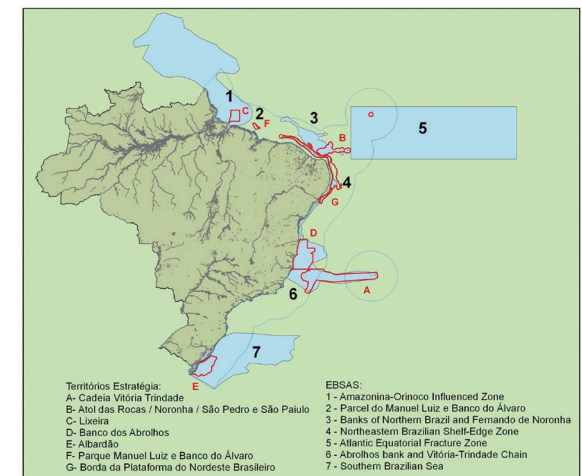 1
C
2
F
3
B
5
4
G
D
6
A
7
E
Territórios Estratégia:
A- Cadeia Vitória Trindade
B- Atol das Rocas / Noronha / São Pedro e São Paiulo
C- Lixeira
D- Banco dos Abrolhos
E- Albardão
F- Parque Manuel Luiz e Banco do Álvaro
G- Borda da Plataforma do Nordeste Brasileiro
EBSAS:
1 - Amazonina-Orinoco Influenced Zone
2 - Parcel do Manuel Luiz e Banco do Álvaro
3 - Banks of Northern Brazil and Fernando de Noronha
4 - Northeastern Brazilian Shelf-Edge Zone
5 - Atlantic Equatorial Fracture Zone
6 - Abrolhos bank and Vitória-Trindade Chain
7 - Southern Brazilian Sea